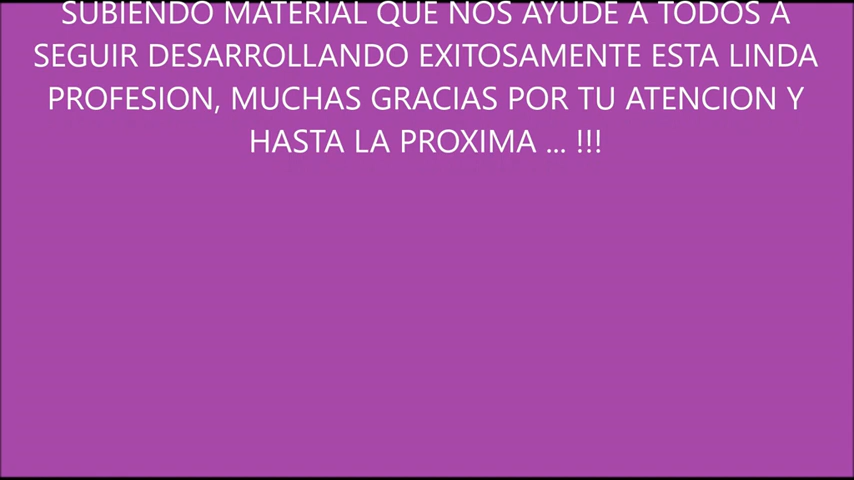 SUBIENDO MATERIAL QUE NOS AYUDE A TODOS A
SEGUIR DESARROLLANDO EXITOSAMENTE ESTA LINDA
PROFESION, MUCHAS GRACIAS POR TU ATENCION Y
HASTA LA PROXIMA ... !!!